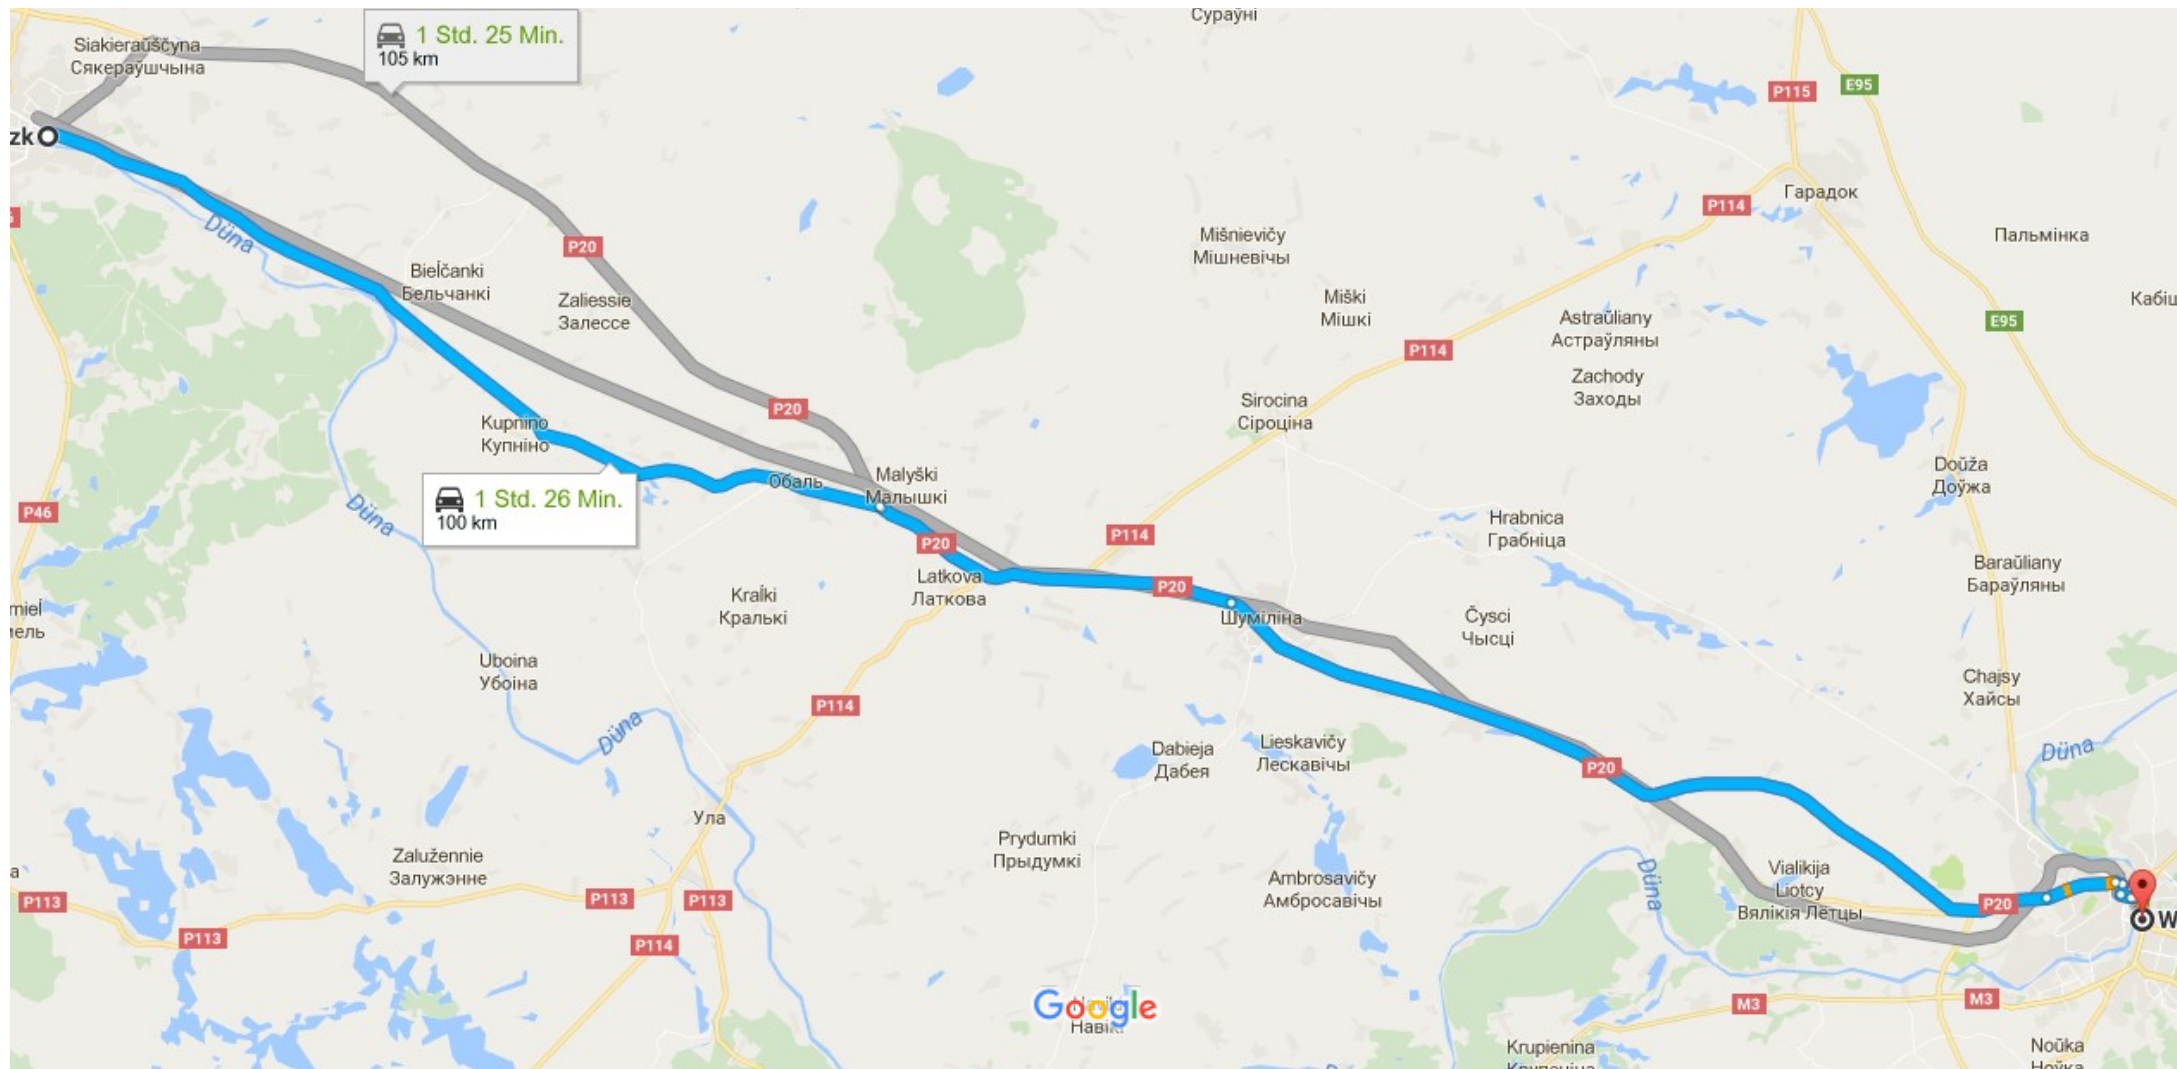 Сураўні
Siakieraŭščyna
Сякераўшчына
1 Std. 25 Min.
105 km
P115
E95
zk
Гарадок
P114
Düna
Mišnievičy
Мішневічы
Пальмінка
P20
Bieĺčanki
Бельчанкі
Zaliessie
Залессе
Miški
Мішкі
Astraŭliany
Астраўляны
Кабіц
E95
P114
Zachody
Заходы
P20
Sirocina
Сіроціна
Kupnino
Купніно
Malyški
Малышкі
Обаль
Doŭža
Доўжа
1 Std. 26 Min.
100 km
P46
Düna
Hrabnica
Грабніца
P114
P20
Latkova
Латкова
P20
Baraŭliany
Бараўляны
Kraĺki
Кралькі
mieĺ
мель
Шуміліна
Čysci
Чысці
Uboina
Убоіна
Chajsy
Хайсы
P114
Düna
Dabieja
Дабея
Lieskavičy
Лескавічы
Düna
P20
Ула
Prydumki
Прыдумкі
Zalužennie
Залужэнне
a
Ambrosavičy
Амбросавічы
Düna
Vialikija
Liotcy
Вялікія Лётцы
P20
W
P113
P113
P113
P113
P114
Google
Навікі
M3
M3
Krupienina
Noŭka